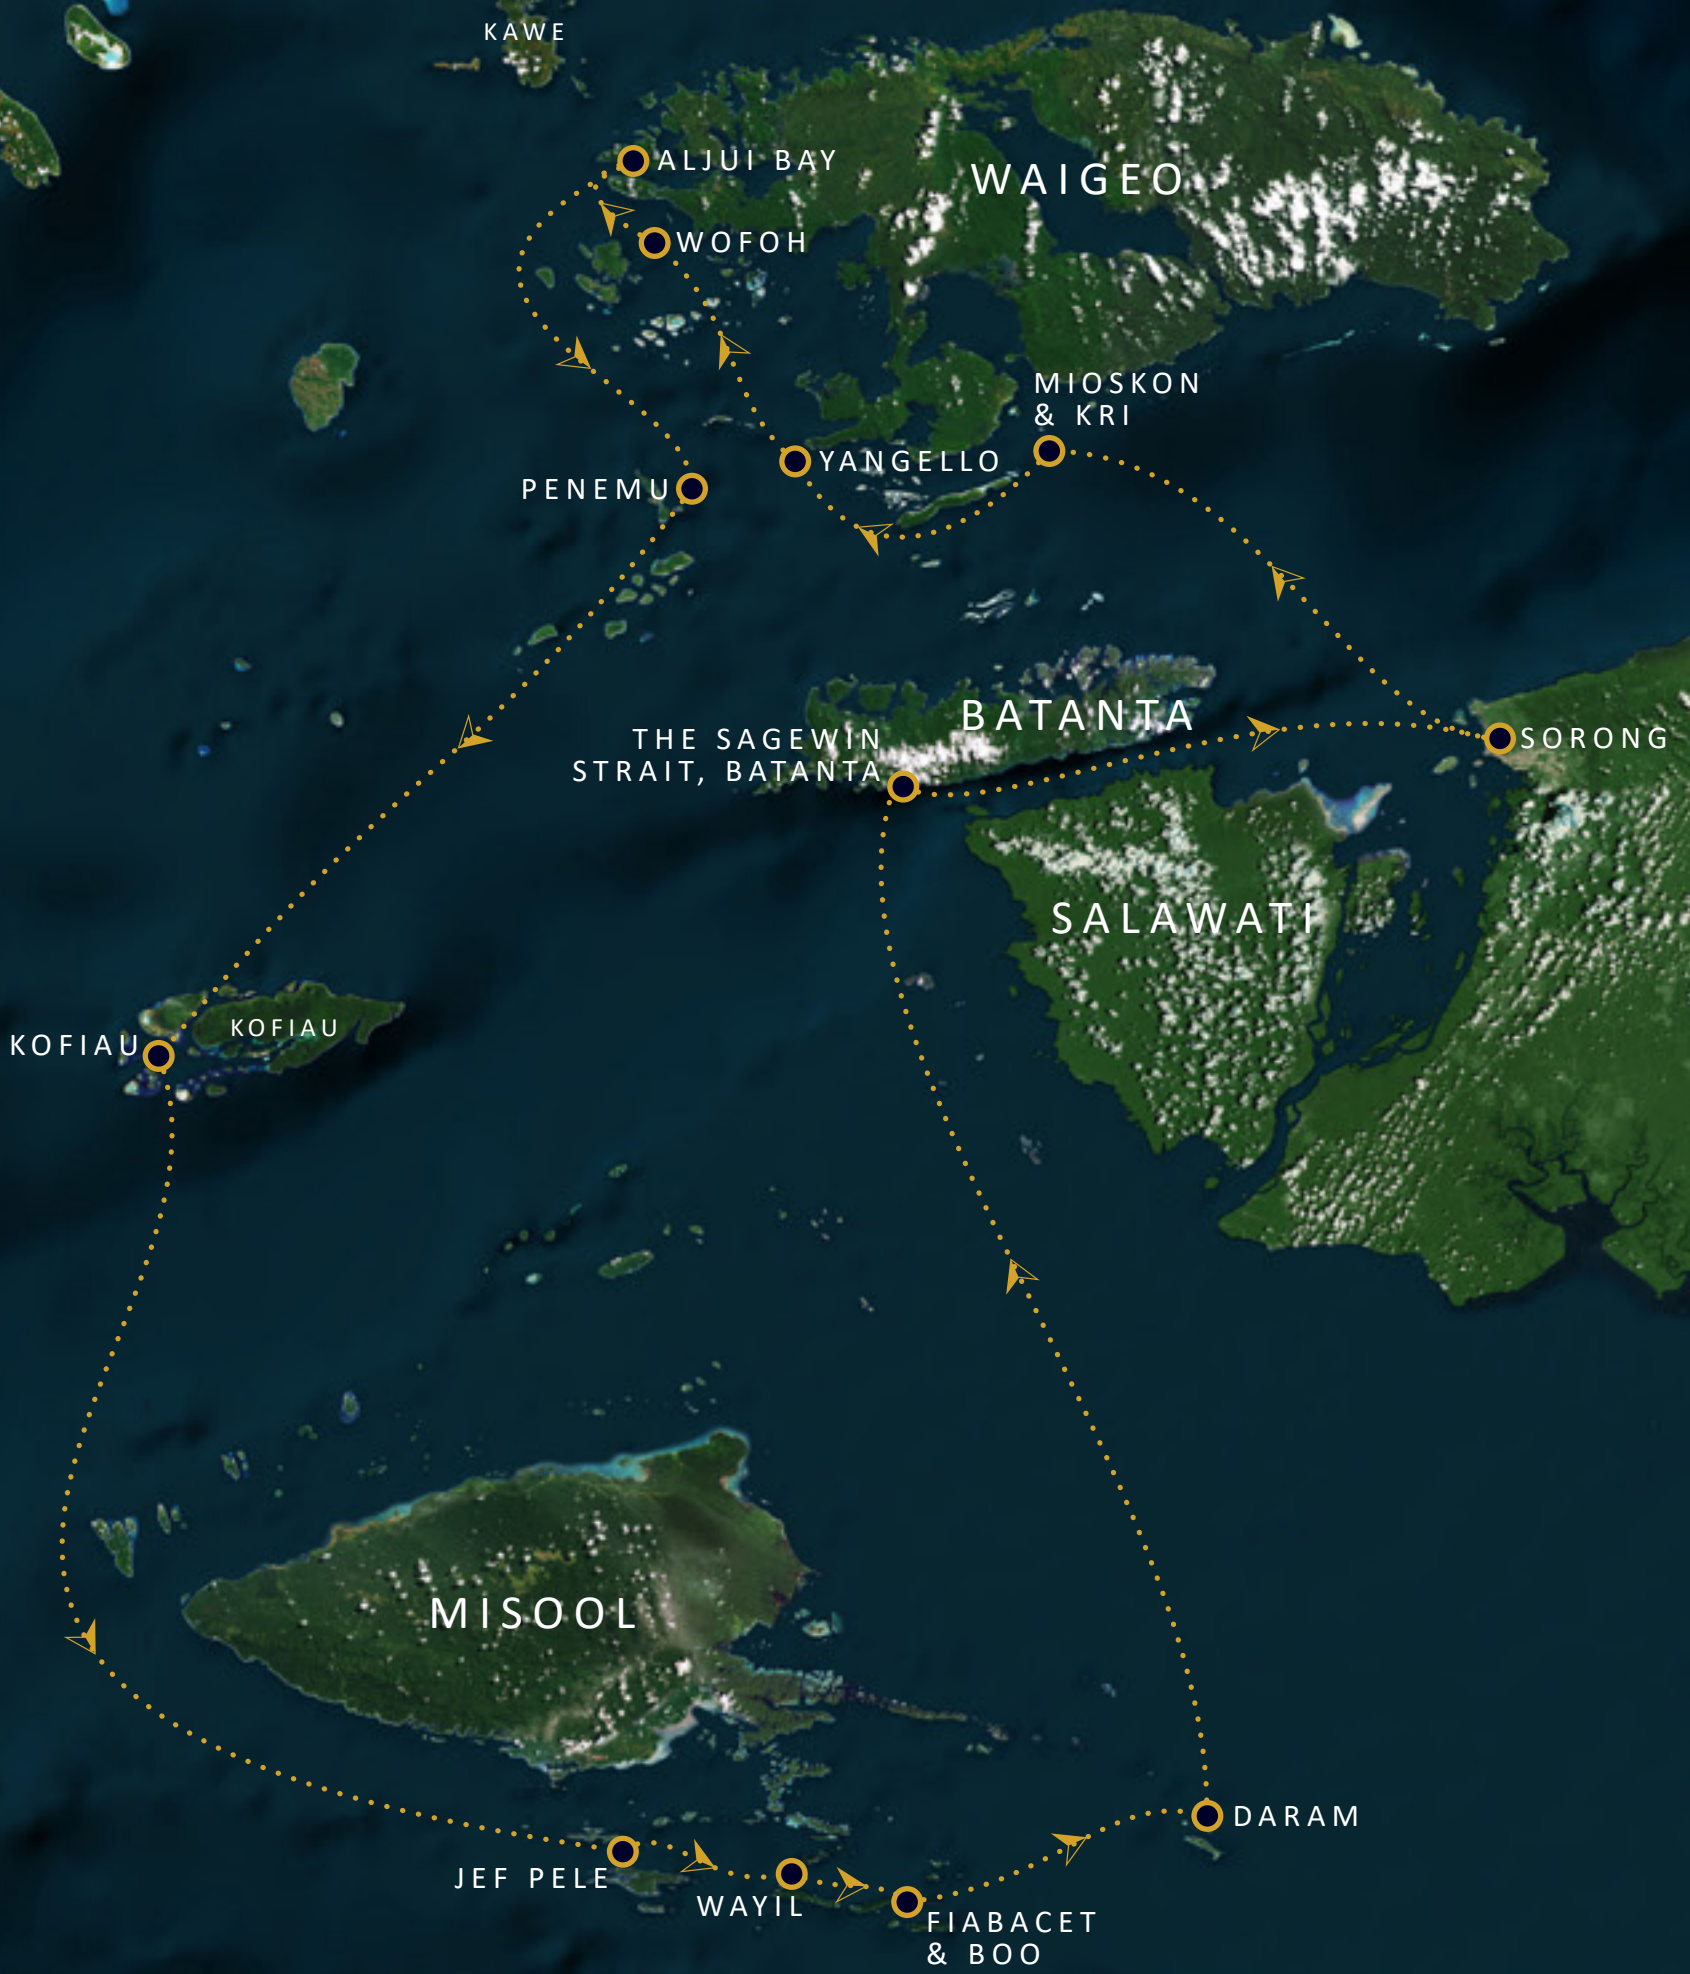 KAWE
ALJUI BAY
WAIGEO
WOFOH
MIOSKON
& KRI
YANGELLO
PENEMU
BATANTA
THE SAGEWIN
STRAIT, BATANTA
SORONG
SALAWATI
KOFIAU
KOFIAU
MISOOL
DARAM
JEF PELE
WAYIL
FIABACET
& BOO